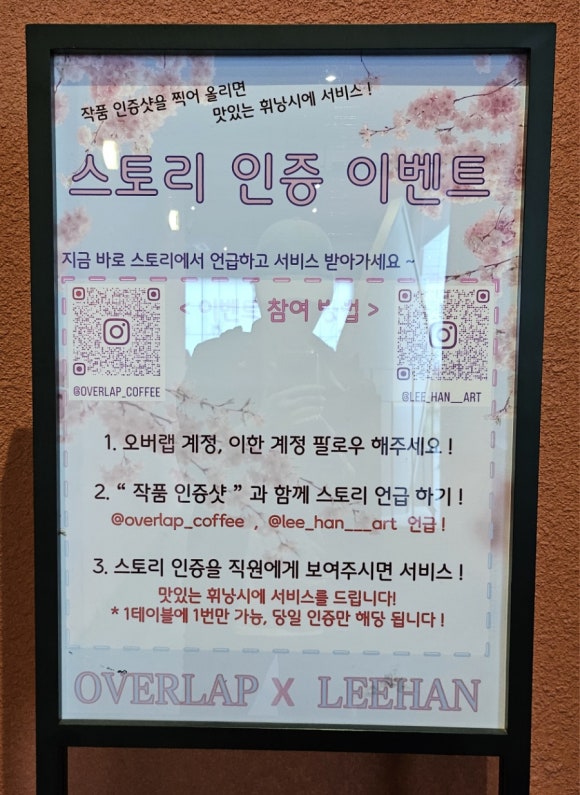 작품 인증샷을 찍어 올리면
맛있는 휘낭시에 서비스 !
스토리 인증 이벤트
지금 바로 스토리에서 언급하고 서비스 받아가세요 ~
< 이벤트 참여 방법 >
@OVERLAP_COFFEE
@LEE_HAN__ART
1. 오버랩 계정, 이한 계정 팔로우 해주세요 !
2. “ 작품 인증샷 ” 과 함께 스토리 언급 하기 !
@overlap_coffee , @lee_han___art 언급 !
3. 스토리 인증을 직원에게 보여주시면 서비스 !
맛있는 휘낭시에 서비스를 드립니다!
* 1테이블에 1번만 가능, 당일 인증만 해당 됩니다 !
OVERLAP X LEEHAN